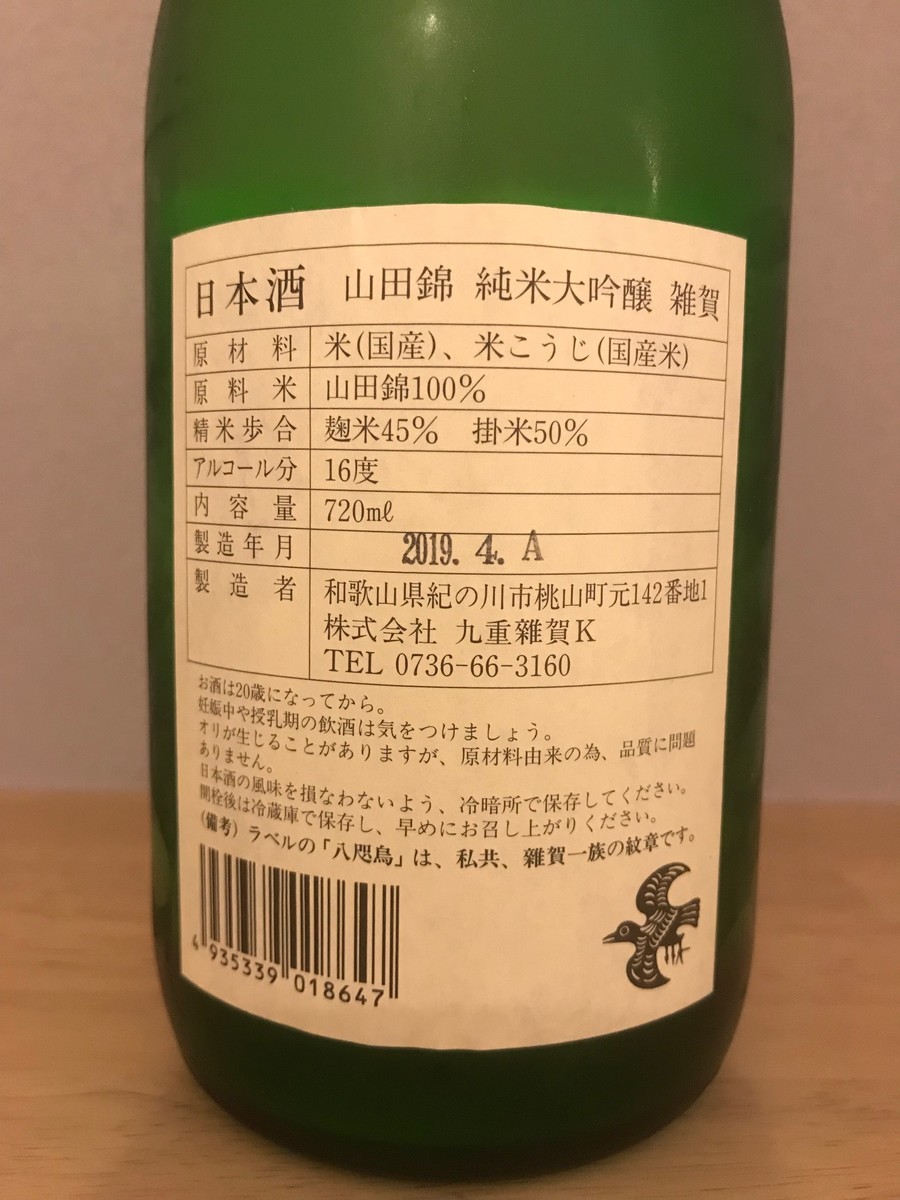 日本酒 山田錦 純米大吟醸 雑賀
原材料 米(国産)、米こうじ(国産米)
原料米 山田錦100%
精米歩合 麹米45% 掛米50%
アルコール分 16度
内容量 720mℓ
製造年月 2019. 4. A
製造者 和歌山県紀の川市桃山町元142番地1
株式会社 九重雜賀K
TEL 0736-66-3160
お酒は20歳になってから。
妊娠中や授乳期の飲酒は気をつけましょう。
オリが生じることがありますが、原材料由来の為、品質に問題
ありません。
日本酒の風味を損なわないよう、冷暗所で保存してください。
開栓後は冷蔵庫で保存し、早めにお召し上がりください。
(備考) ラベルの「八咫烏」は、私共、雜賀一族の紋章です。
4 935339 018647